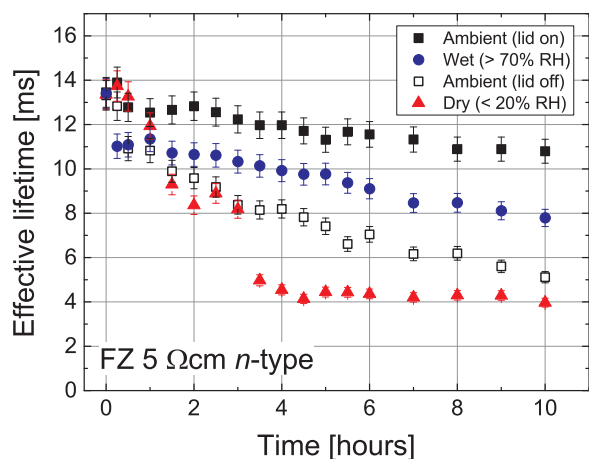 16
14
12
10
8
6
4
2
0
Effective lifetime [ms]
Ambient (lid on)
Wet (> 70% RH)
Ambient (lid off)
Dry (< 20% RH)
FZ 5 Ωcm n-type
0 2 4 6 8 10
Time [hours]